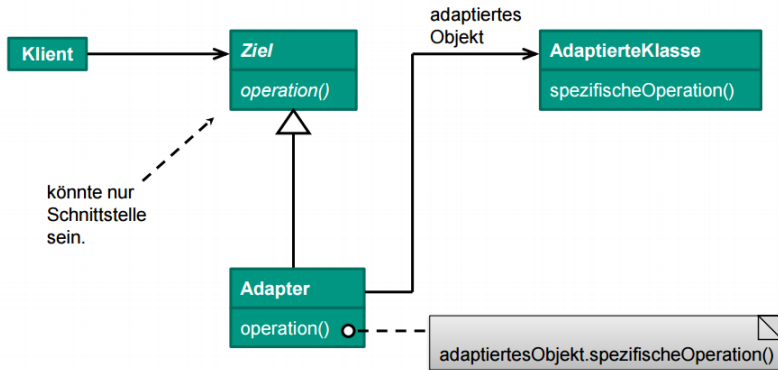 Klient
Ziel
operation()
adaptiertes
Objekt
AdaptierteKlasse
spezifischeOperation()
könnte nur
Schnittstelle
sein.
Adapter
operation()
adaptiertesObjekt.spezifischeOperation()